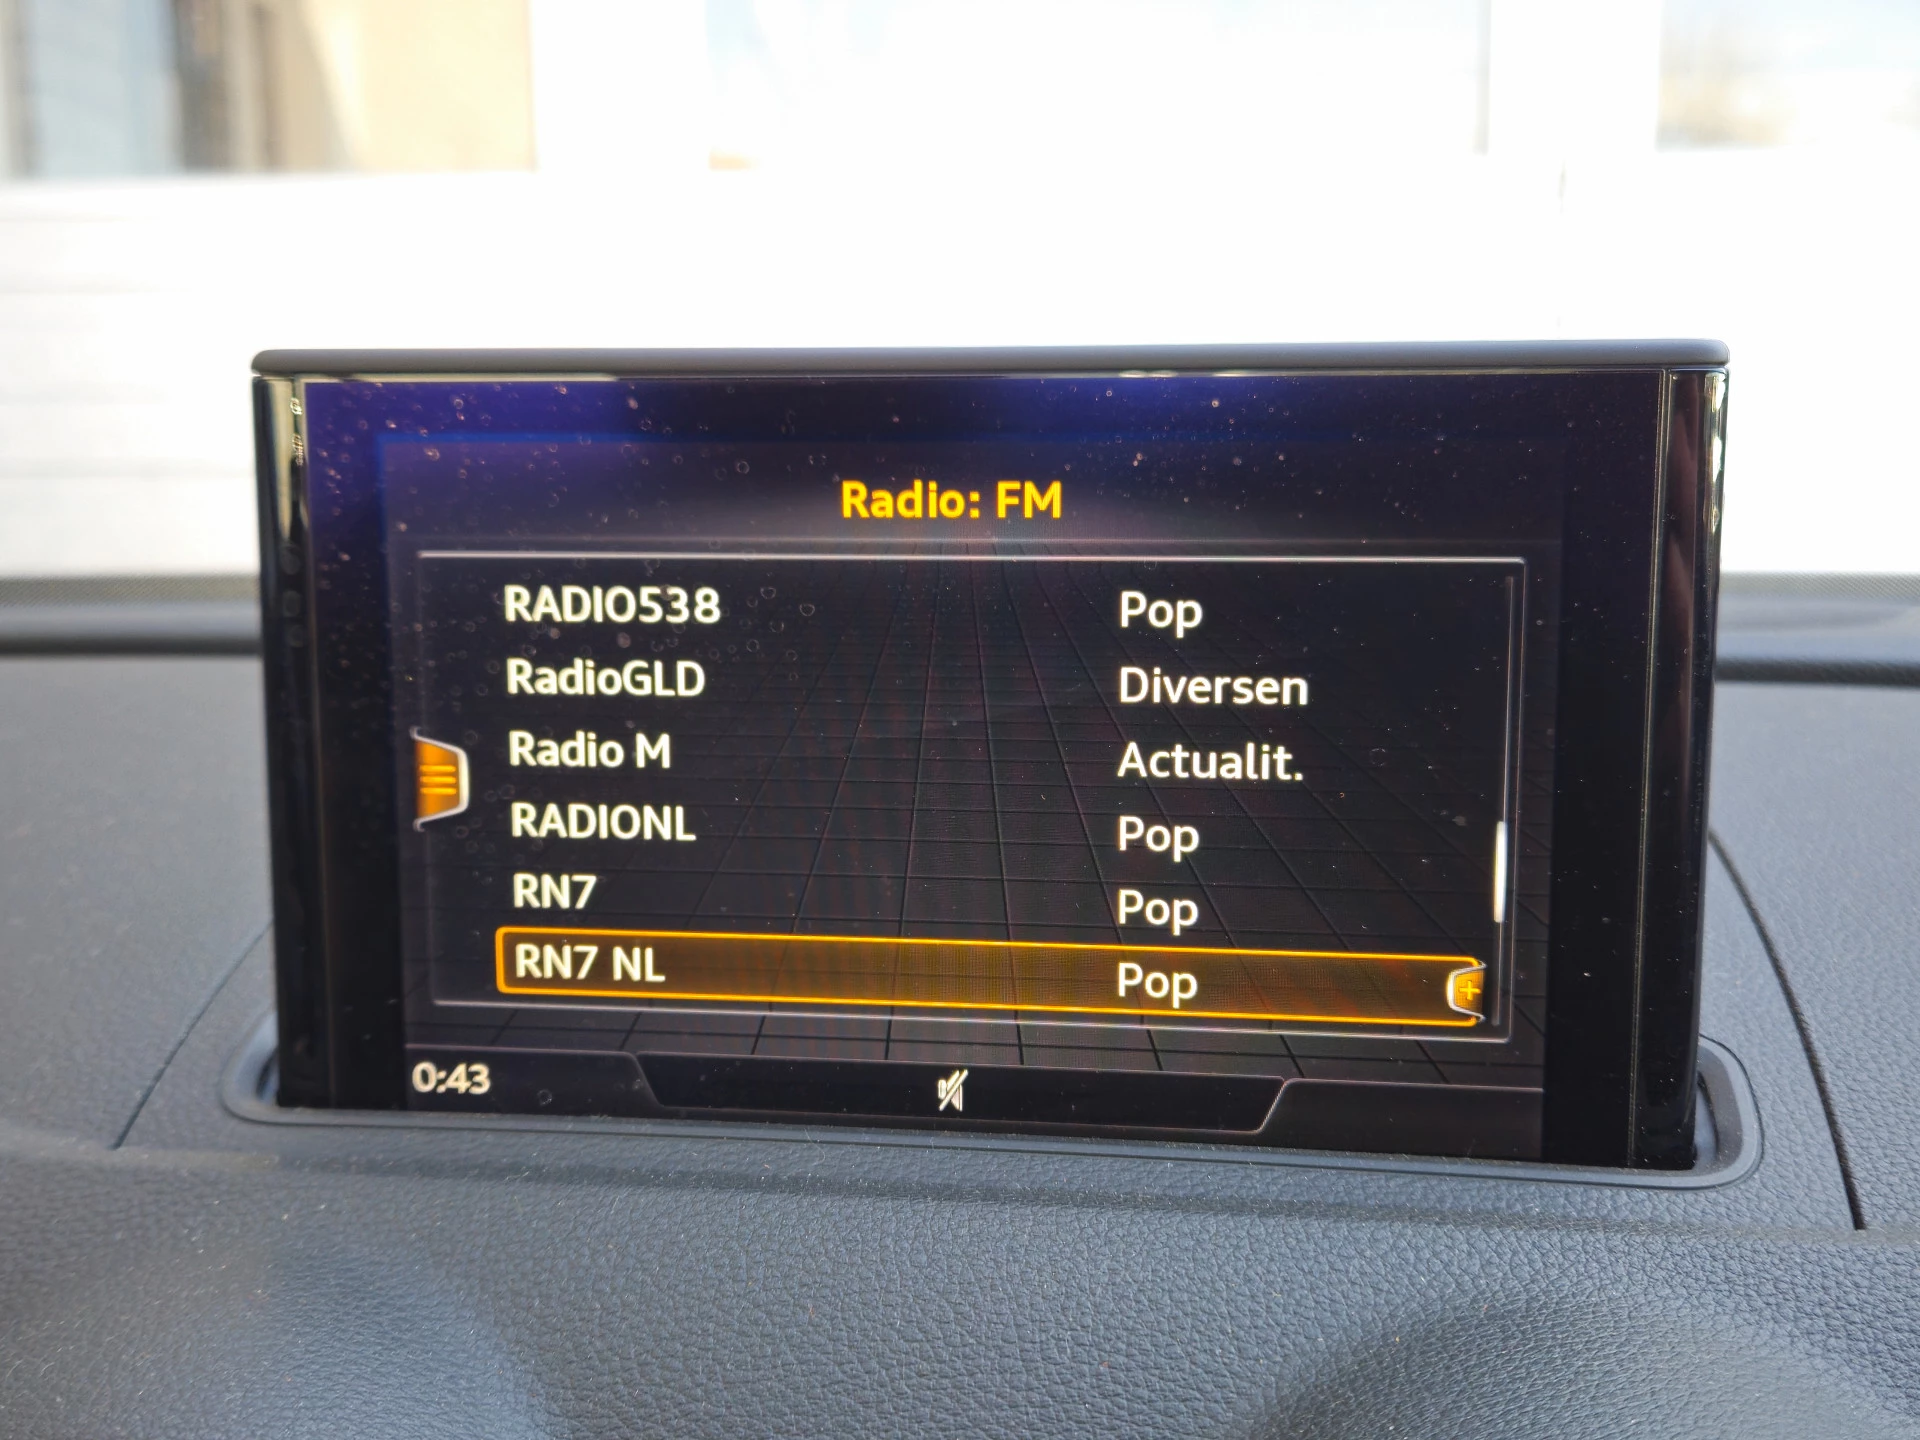 Radio: FM
RADIO538 Pop
RadioGLD Diversen
Radio M Actualit.
RADIONL Pop
RN7 Pop
RN7 NL Pop
0:43